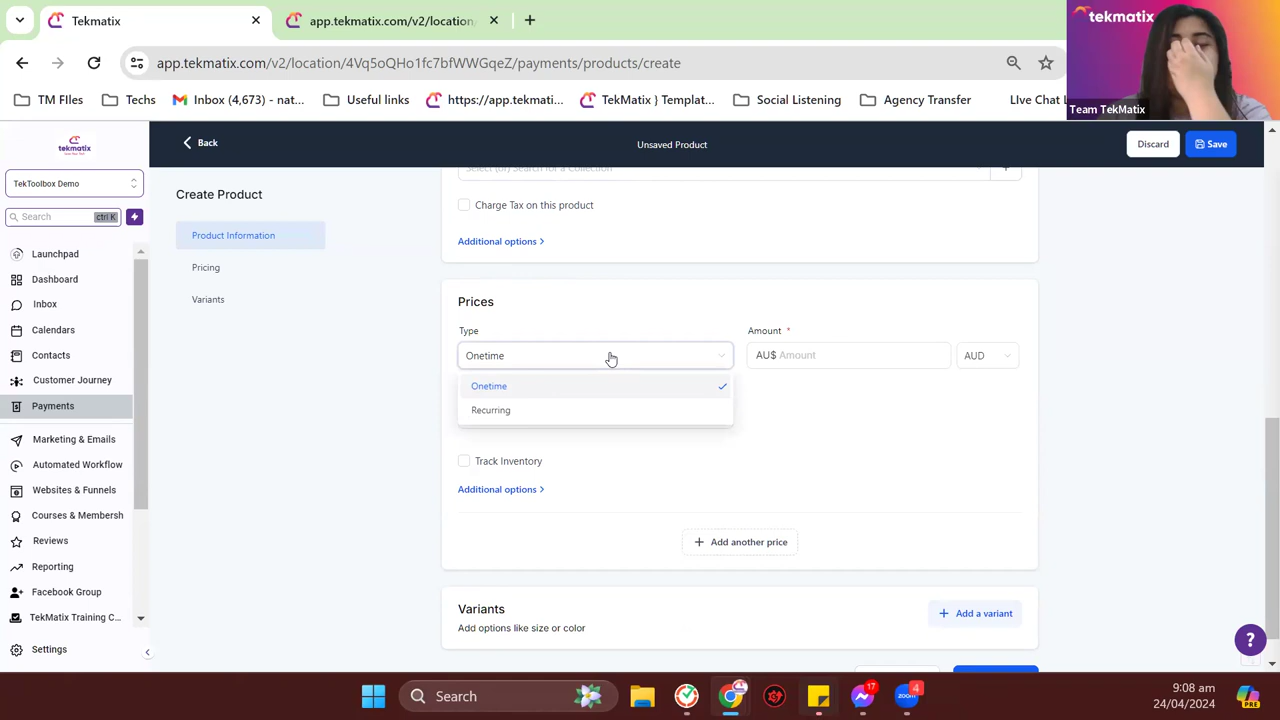 Tekmatix
app.tekmatix.com/v2/location/
tekmatix
app.tekmatix.com/v2/location/4Vq5oQHo1fc7bfWWGqeZ/payments/products/create
TM FIles
Techs
Inbox (4,673) – nat...
Useful links
https://app.tekmati...
TekMatix } Templat...
Social Listening
Agency Transfer
LIve Chat L
Team TekMatix
tekmatix
Back
Unsaved Product
Discard
Save
TekToolbox Demo
Create Product
Select (or) Search for a Collection
Search
ctrl K
Charge Tax on this product
Product Information
Additional options
Launchpad
Pricing
Dashboard
Variants
Prices
Inbox
Calendars
Type
Amount *
Contacts
Onetime
AU$ Amount
AUD
Customer Journey
Onetime
Payments
Recurring
Marketing & Emails
Automated Workflow
Track Inventory
Websites & Funnels
Additional options
Courses & Membersh
Reviews
Add another price
Reporting
Facebook Group
Variants
Add a variant
TekMatix Training C...
Add options like size or color
Settings
?
Search
17
4
9:08 am
24/04/2024
PRE